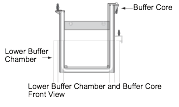 Buffer Core
Lower Buffer
Chamber
Lower Buffer Chamber and Buffer Core
Front View